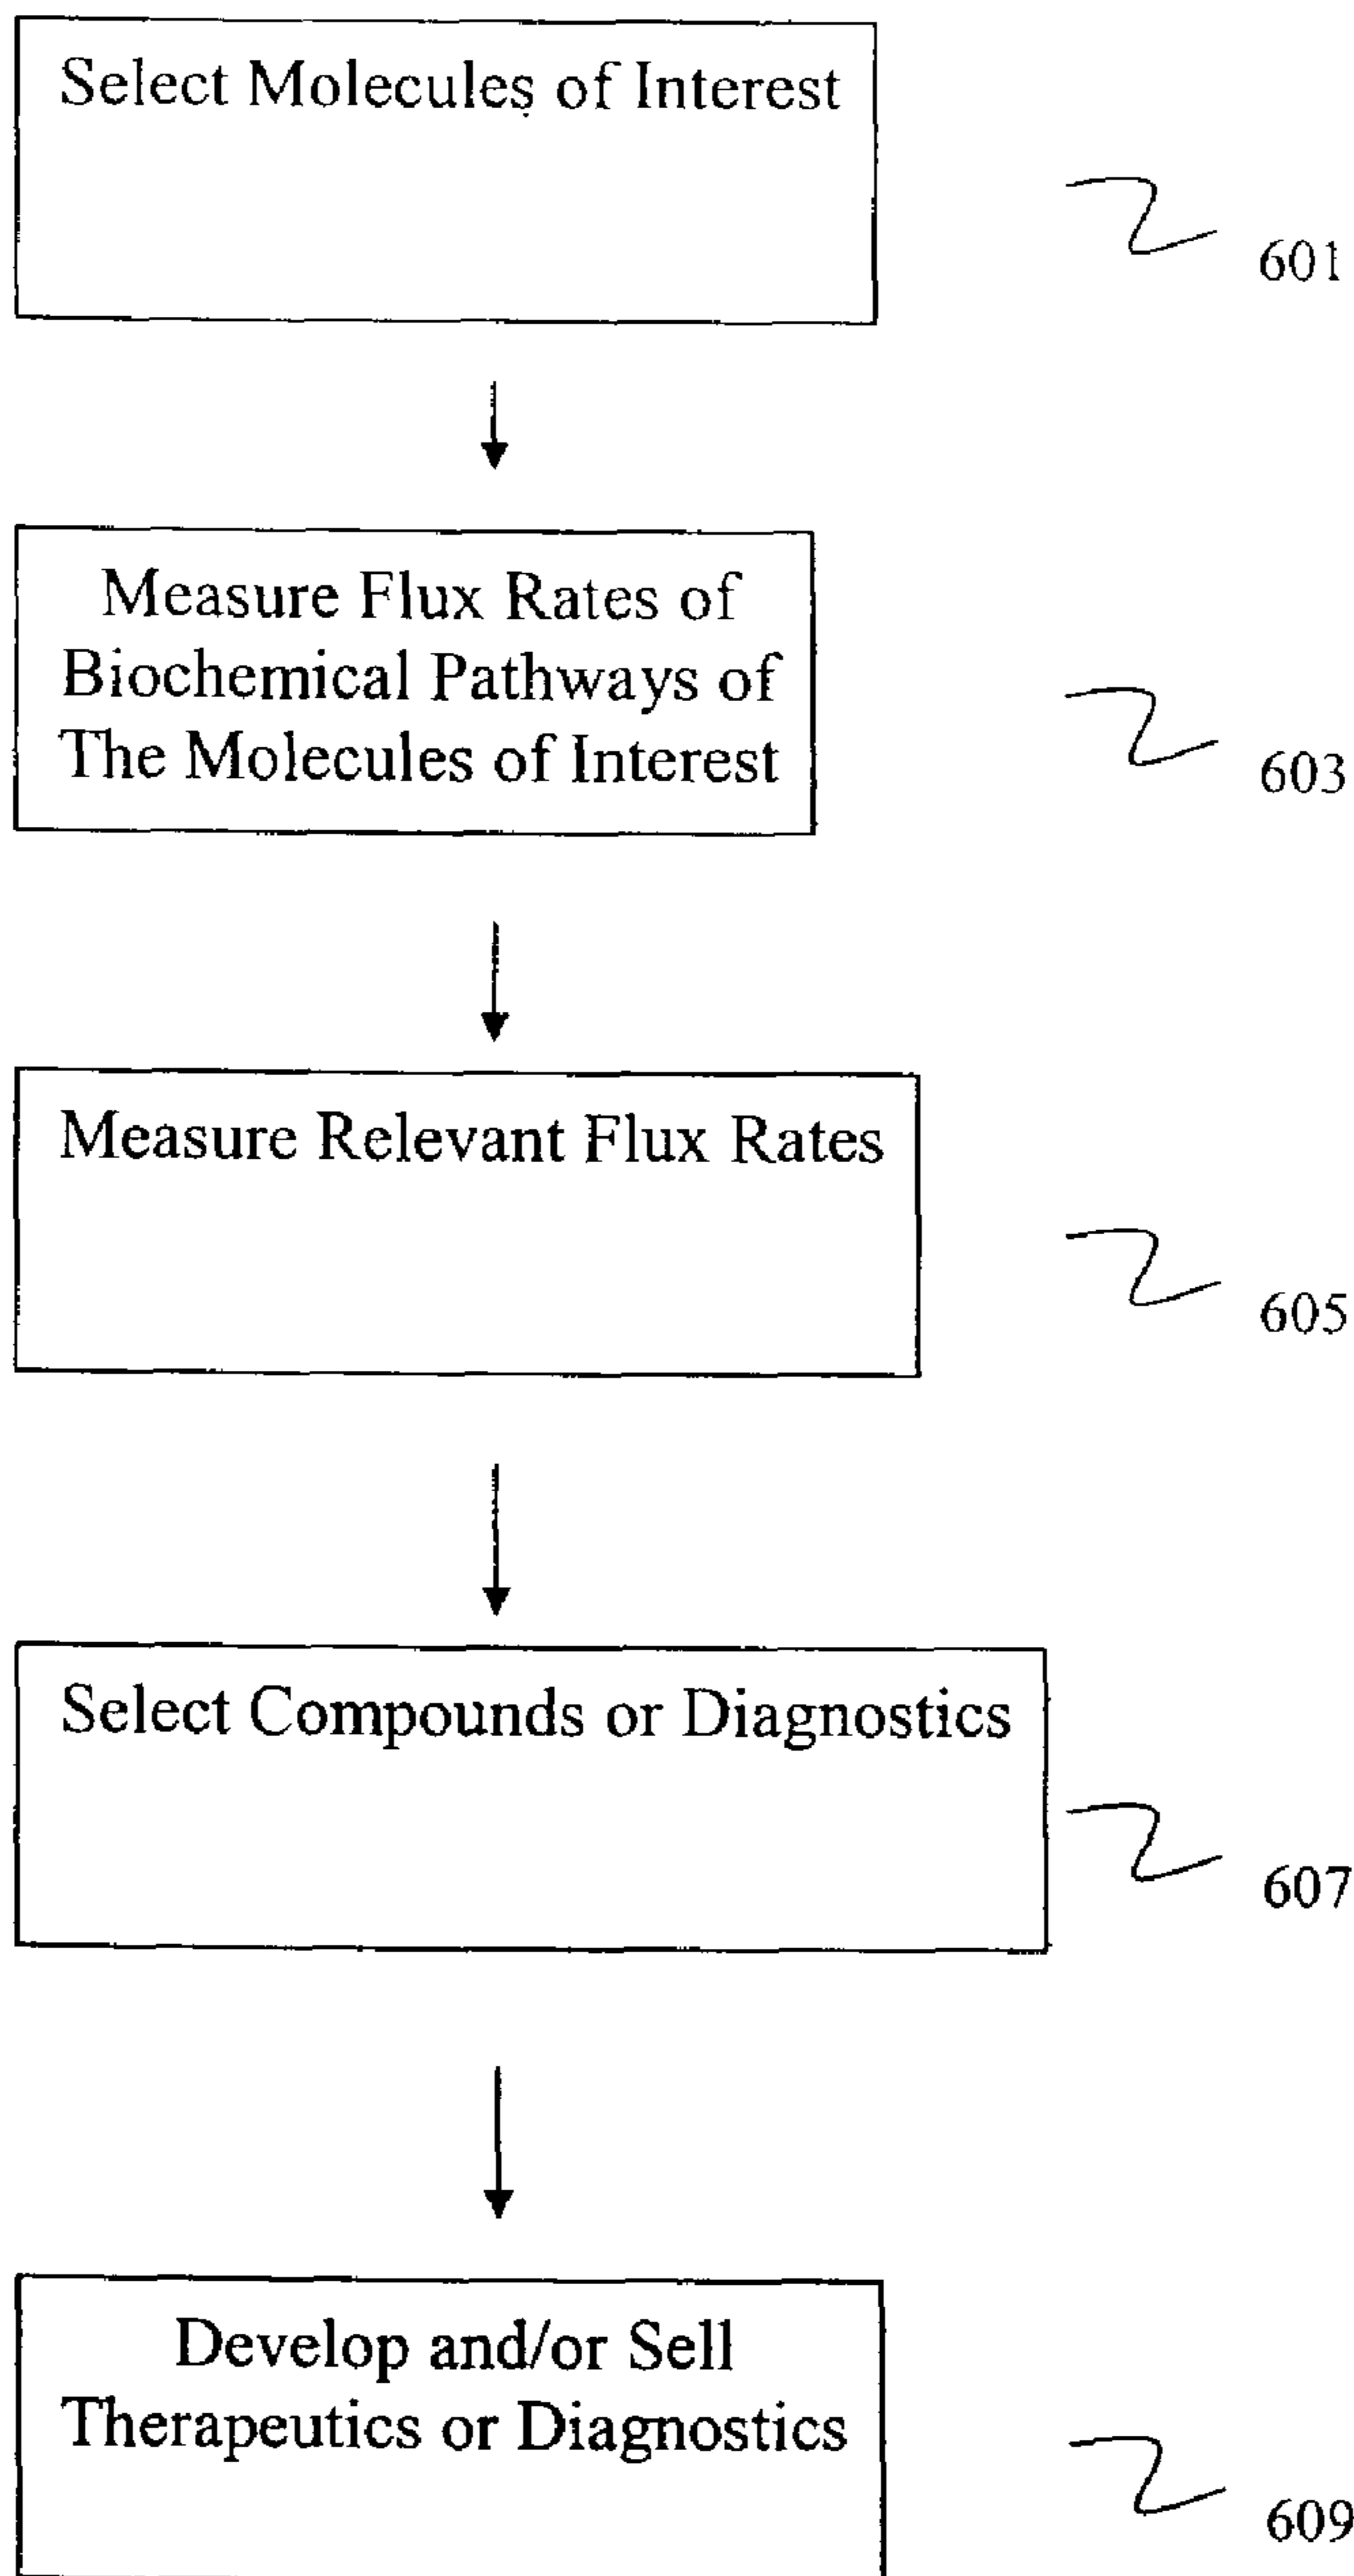 Select Molecules of Interest
601
Measure Flux Rates of
Biochemical Pathways of
The Molecules of Interest
603
Measure Relevant Flux Rates
605
Select Compounds or Diagnostics
607
Develop and/or Sell
Therapeutics or Diagnostics
609